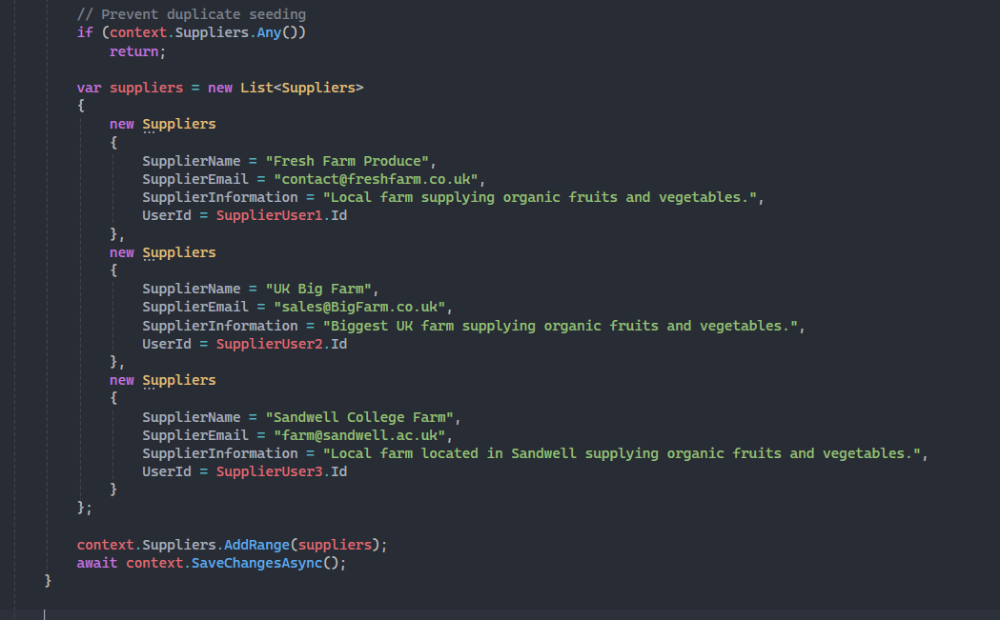 // Prevent duplicate seeding
if (context.Suppliers.Any())
return;
var suppliers = new List<Suppliers>
{
new Suppliers
{
SupplierName = "Fresh Farm Produce",
SupplierEmail = "contact@freshfarm.co.uk",
SupplierInformation = "Local farm supplying organic fruits and vegetables.",
UserId = SupplierUser1.Id
},
new Suppliers
{
SupplierName = "UK Big Farm",
SupplierEmail = "sales@BigFarm.co.uk",
SupplierInformation = "Biggest UK farm supplying organic fruits and vegetables.",
UserId = SupplierUser2.Id
},
new Suppliers
{
SupplierName = "Sandwell College Farm",
SupplierEmail = "farm@sandwell.ac.uk",
SupplierInformation = "Local farm located in Sandwell supplying organic fruits and vegetables.",
UserId = SupplierUser3.Id
}
};
context.Suppliers.AddRange(suppliers);
await context.SaveChangesAsync();
}